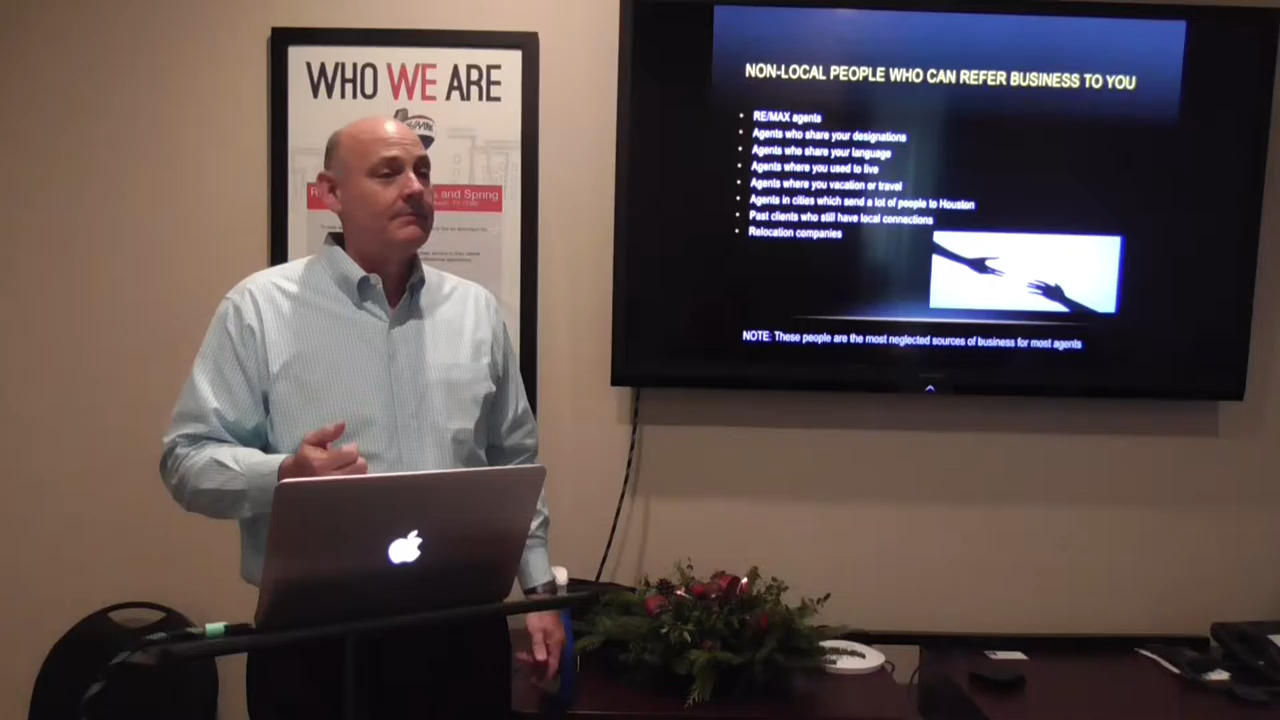 WHO WE ARE
RE/MAX
and Spring
NON-LOCAL PEOPLE WHO CAN REFER BUSINESS TO YOU
• RE/MAX agents
• Agents who share your designations
• Agents who share your language
• Agents where you used to live
• Agents where you vacation or travel
• Agents in cities which send a lot of people to Houston
• Past clients who still have local connections
• Relocation companies
NOTE: These people are the most neglected sources of business for most agents